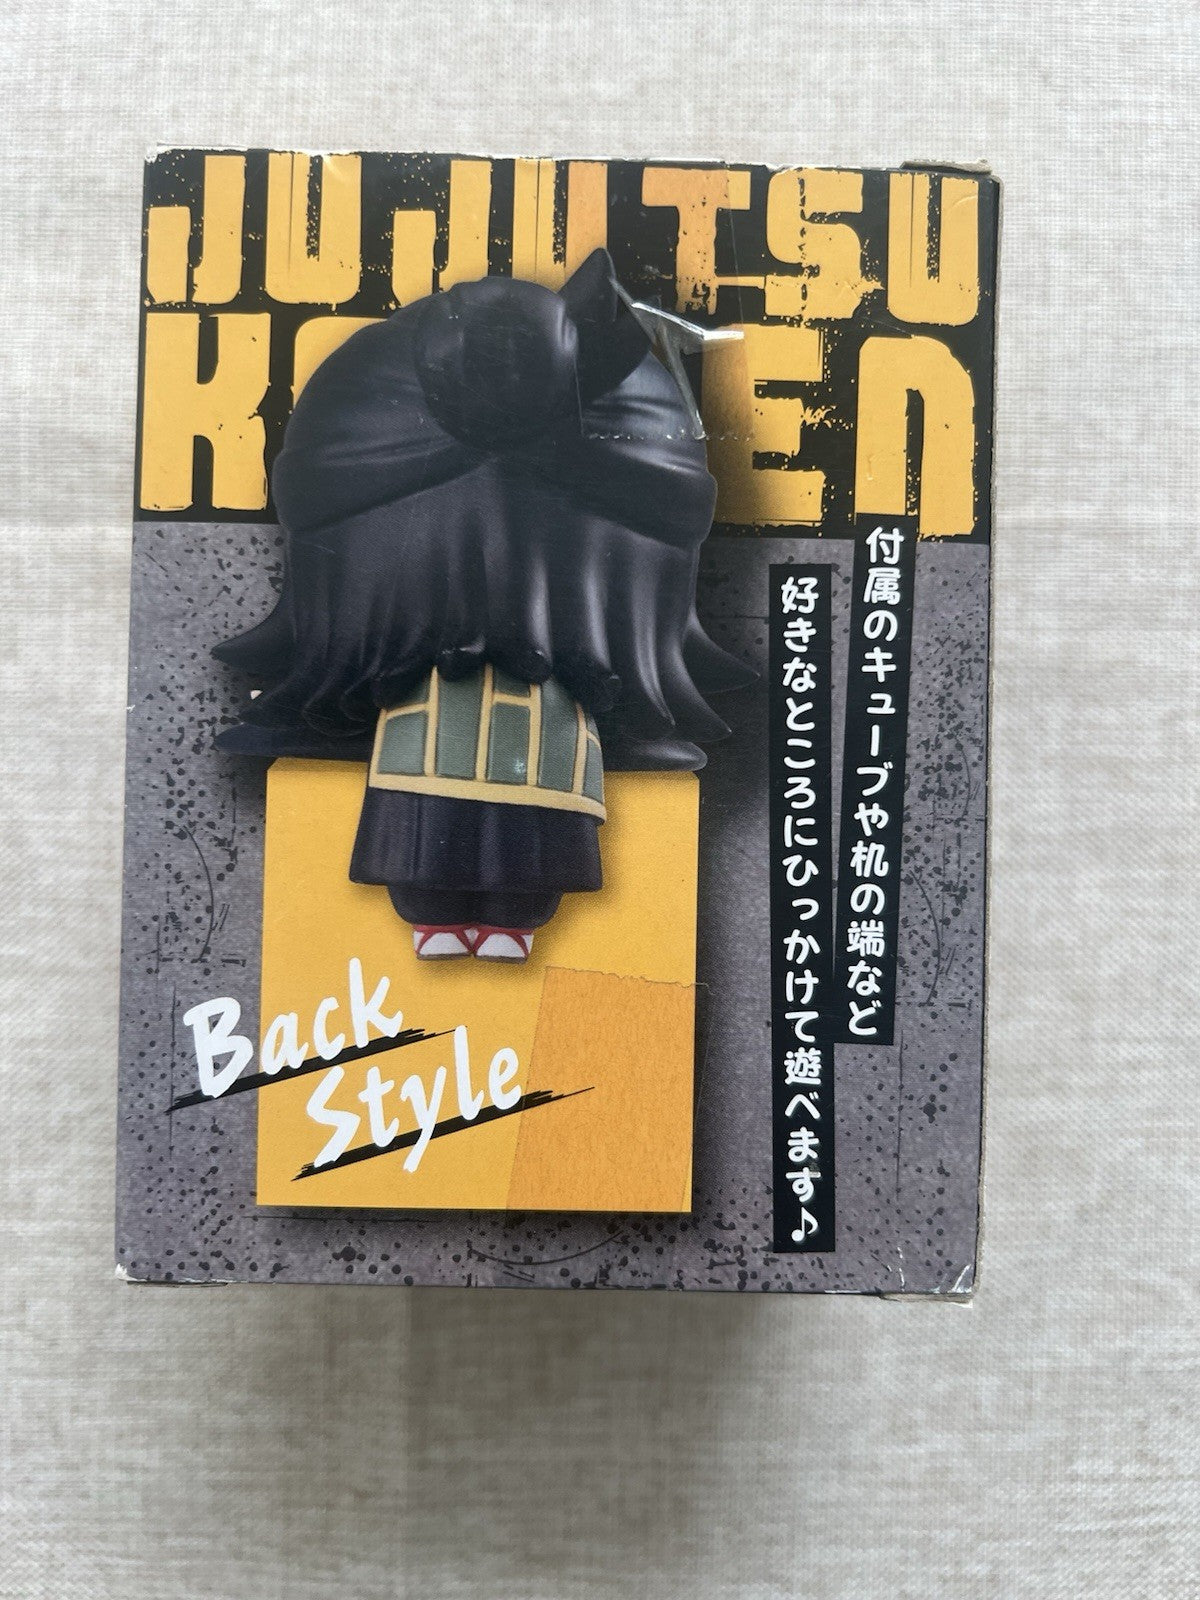 JUJUTSU
K EN
付属のキューブや机の端など
好きなところにひっかけて遊べます♪
Back
Style